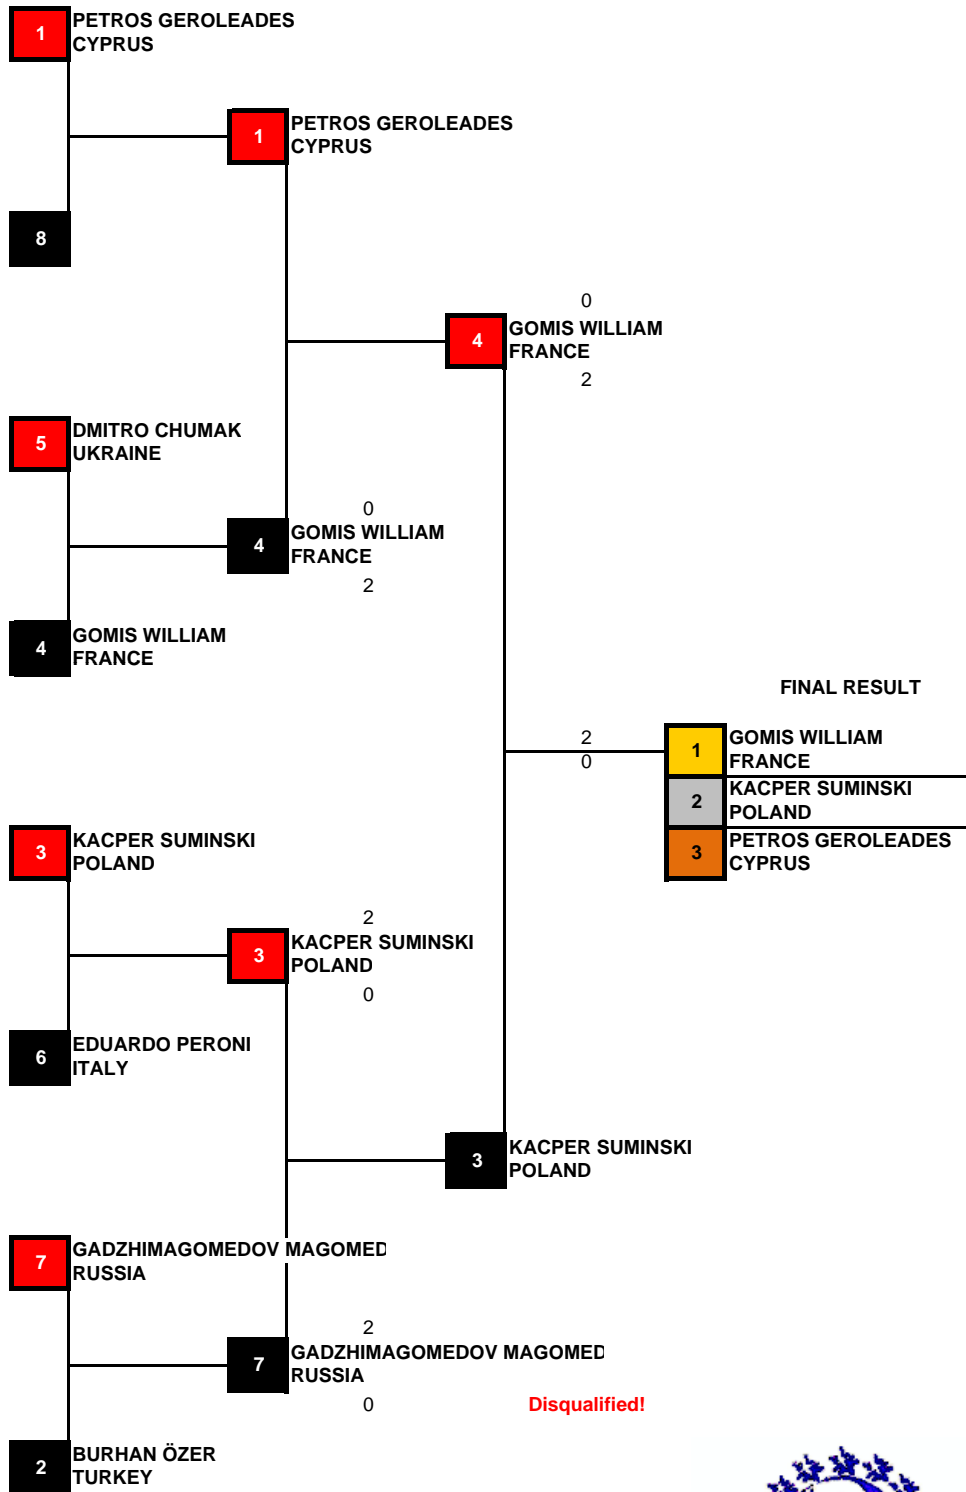 1
PETROS GEROLEADES
CYPRUS
1
PETROS GEROLEADES
CYPRUS
8
0
4
GOMIS WILLIAM
FRANCE
2
5
DMITRO CHUMAK
UKRAINE
0
4
GOMIS WILLIAM
FRANCE
2
4
GOMIS WILLIAM
FRANCE
FINAL RESULT
2
0
1
GOMIS WILLIAM
FRANCE
2
KACPER SUMINSKI
POLAND
3
PETROS GEROLEADES
CYPRUS
3
KACPER SUMINSKI
POLAND
2
3
KACPER SUMINSKI
POLAND
0
6
EDUARDO PERONI
ITALY
3
KACPER SUMINSKI
POLAND
7
GADZHIMAGOMEDOV MAGOMED
RUSSIA
2
7
GADZHIMAGOMEDOV MAGOMED
RUSSIA
0
Disqualified!
2
BURHAN ÖZER
TURKEY